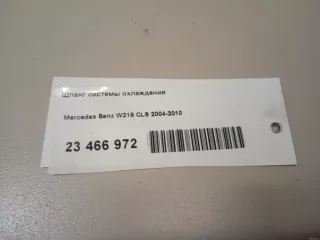 Шланг системы охлаждения
Mercedes Benz W219 CLS 2004-2010
23 466 972